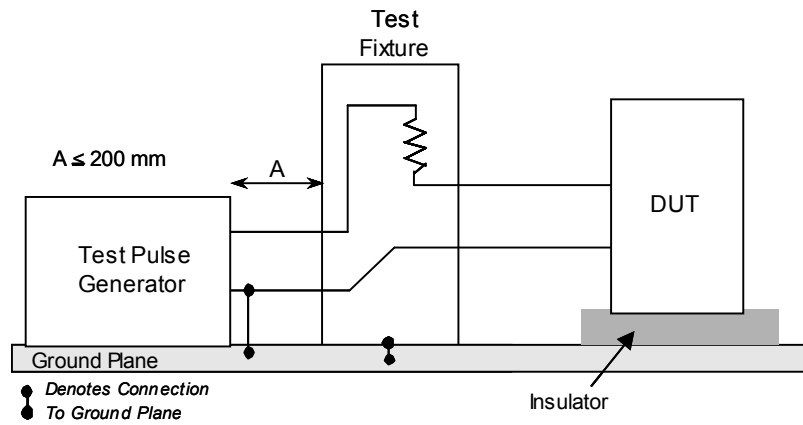 Test
Fixture
A ≤ 200 mm
A
Test Pulse
Generator
DUT
Ground Plane
Denotes Connection
To Ground Plane
Insulator